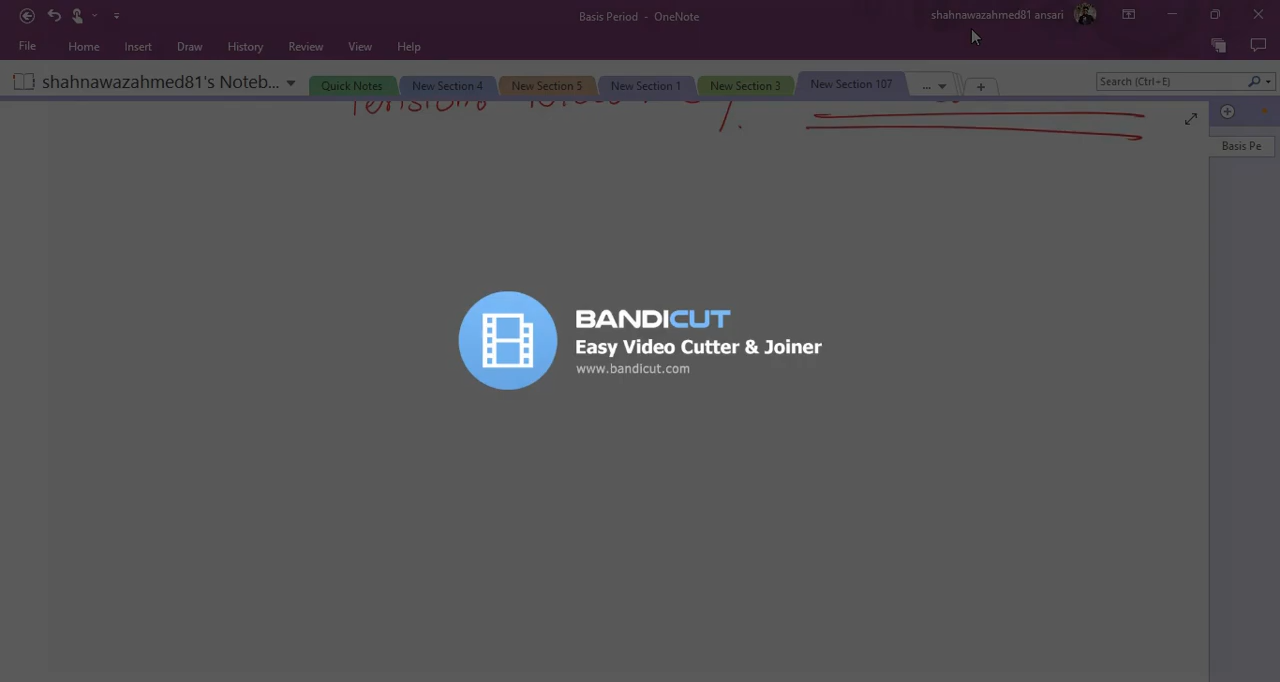 Basis Period - OneNote
shahnawazahmed81 ansari
File Home Insert Draw History Review View Help
shahnawazahmed81's Noteb...
Quick Notes New Section 4 New Section 5 New Section 1 New Section 3 New Section 107 ...
Search (Ctrl+E)
Basis Pe
BANDICUT
Easy Video Cutter & Joiner
www.bandicut.com